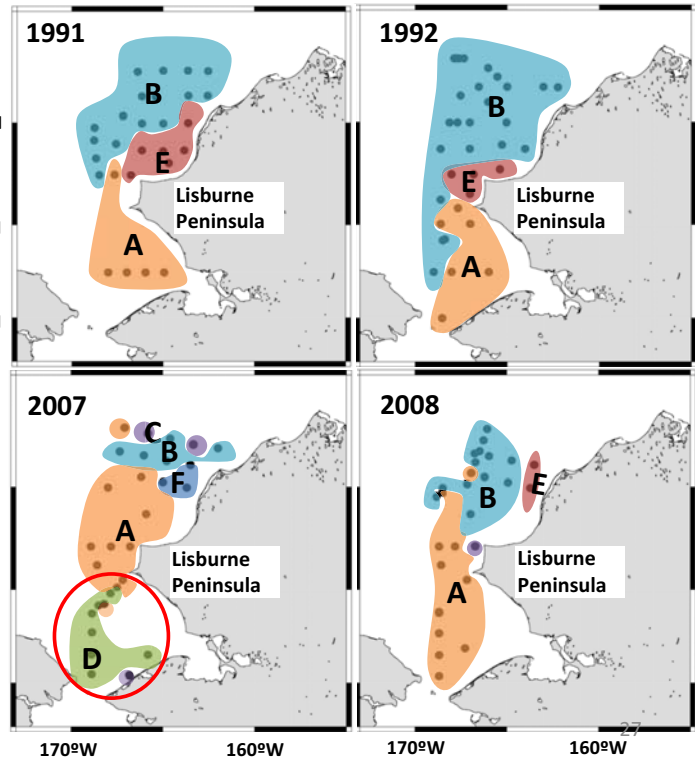 1991
B
E
Lisburne
Peninsula
A
1992
B
E
Lisburne
Peninsula
A
2007
C
B
F
A
Lisburne
Peninsula
D
170ºW
160ºW
2008
B
E
Lisburne
Peninsula
A
27
170ºW
160ºW